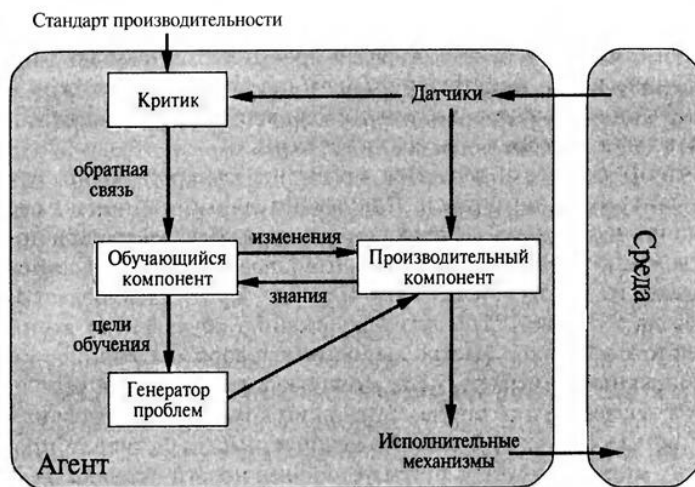 Стандарт производительности
Критик
Датчики
обратная
связь
Обучающийся
компонент
изменения
знания
Производительный
компонент
Среда
цели
обучения
Генератор
проблем
Исполнительные
механизмы
Агент